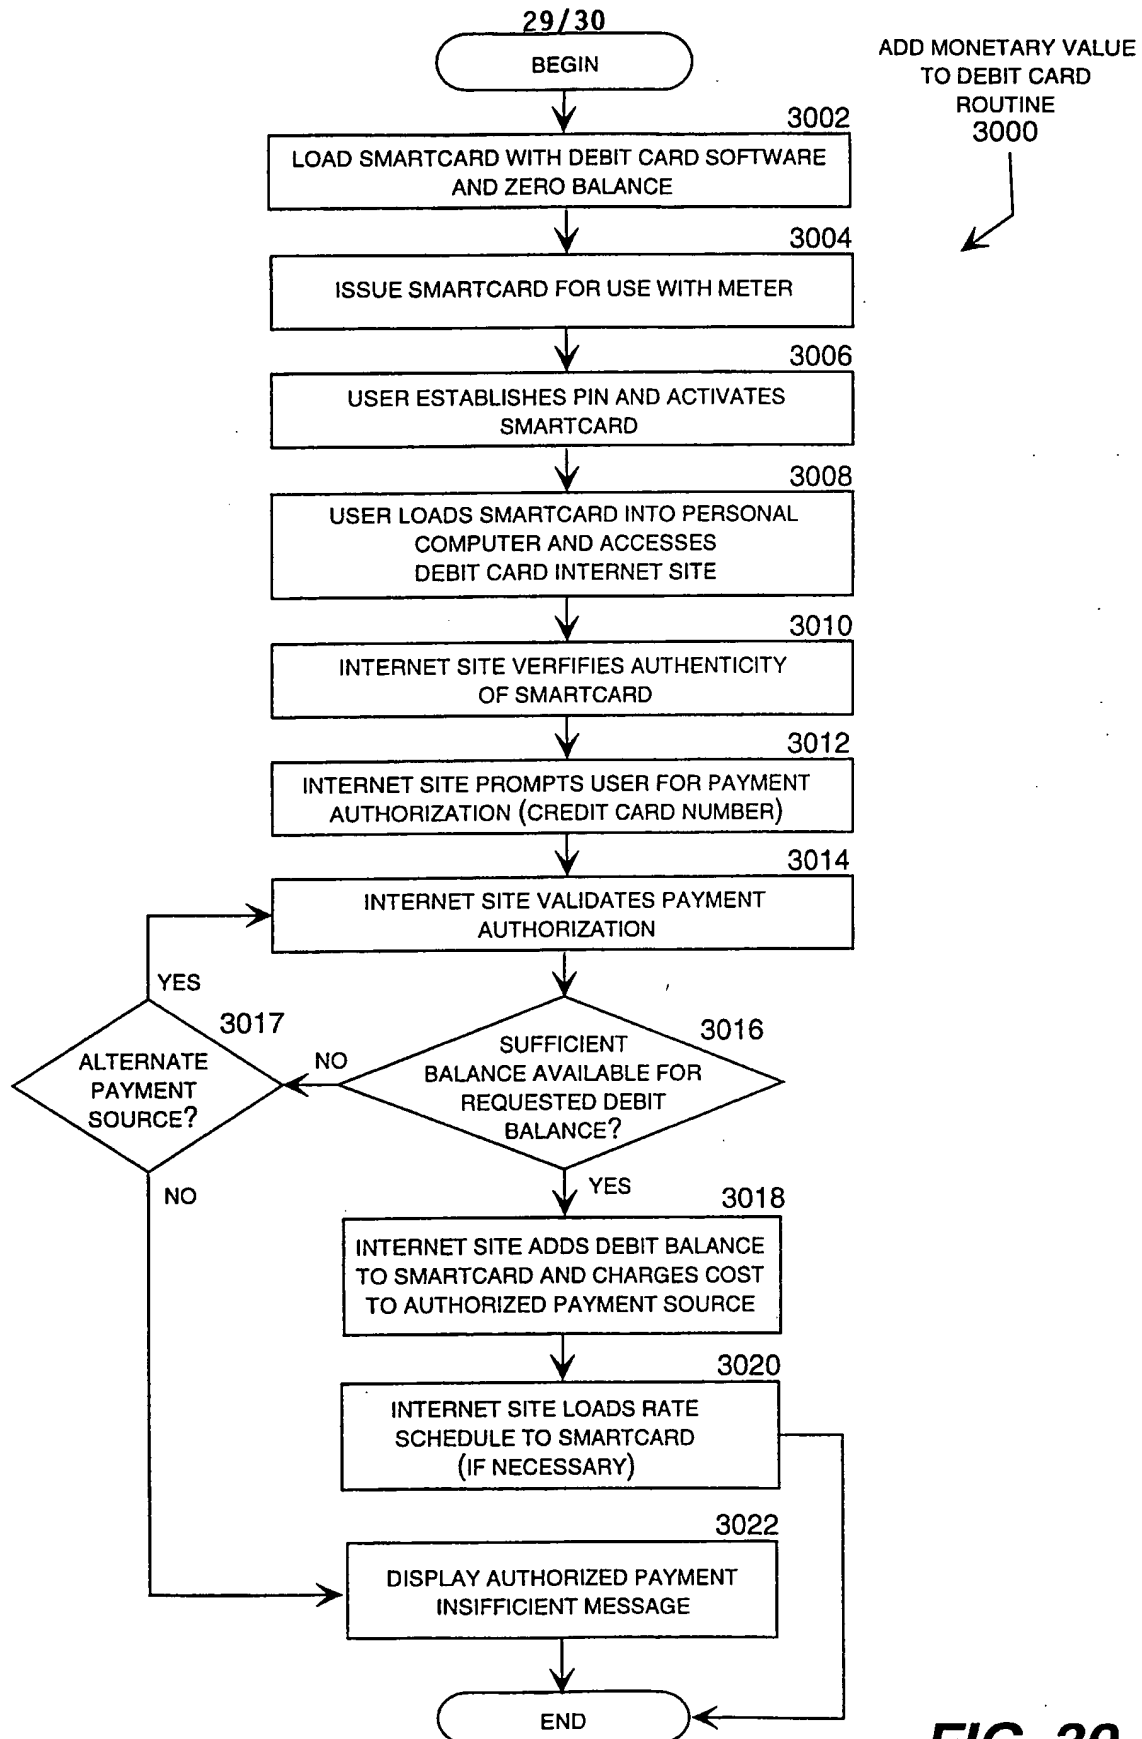 29/30
BEGIN
ADD MONETARY VALUE
TO DEBIT CARD
ROUTINE
3000
3002
LOAD SMARTCARD WITH DEBIT CARD SOFTWARE
AND ZERO BALANCE
3004
ISSUE SMARTCARD FOR USE WITH METER
3006
USER ESTABLISHES PIN AND ACTIVATES
SMARTCARD
3008
USER LOADS SMARTCARD INTO PERSONAL
COMPUTER AND ACCESSES
DEBIT CARD INTERNET SITE
3010
INTERNET SITE VERFIFIES AUTHENTICITY
OF SMARTCARD
3012
INTERNET SITE PROMPTS USER FOR PAYMENT
AUTHORIZATION (CREDIT CARD NUMBER)
3014
INTERNET SITE VALIDATES PAYMENT
AUTHORIZATION
YES
3017
ALTERNATE
PAYMENT
SOURCE?
NO
NO
3016
SUFFICIENT
BALANCE AVAILABLE FOR
REQUESTED DEBIT
BALANCE?
YES
3018
INTERNET SITE ADDS DEBIT BALANCE
TO SMARTCARD AND CHARGES COST
TO AUTHORIZED PAYMENT SOURCE
3020
INTERNET SITE LOADS RATE
SCHEDULE TO SMARTCARD
(IF NECESSARY)
3022
DISPLAY AUTHORIZED PAYMENT
INSIFFICIENT MESSAGE
END
FIG.